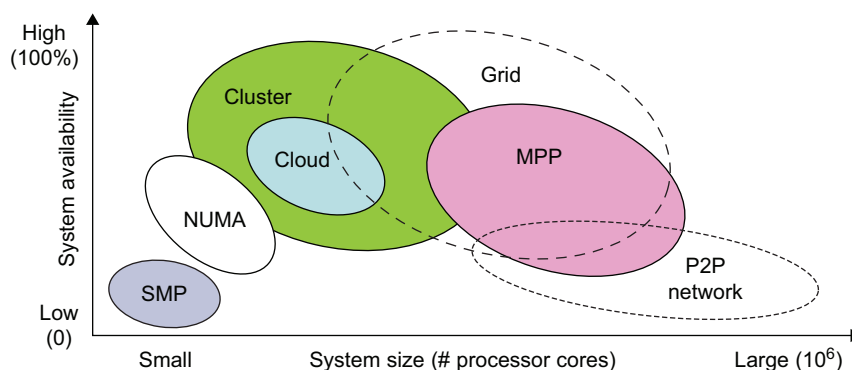 High
(100%)
System availability
Low
(0)
Cluster
Grid
Cloud
MPP
NUMA
SMP
P2P
network
Small
System size (# processor cores)
Large (10⁶)